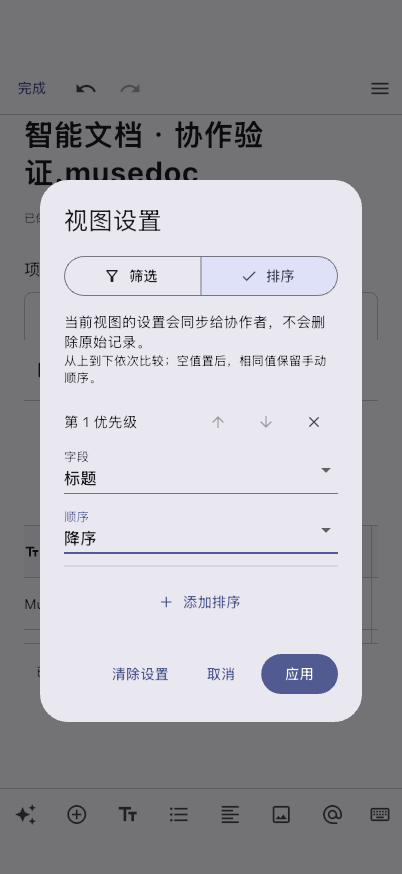 完成
智能文档 · 协作验
证.musedoc
项
视图设置
筛选
排序
当前视图的设置会同步给协作者，不会删
除原始记录。
从上到下依次比较；空值置后，相同值保留手动
顺序。
第 1 优先级
字段
标题
顺序
降序
Tr
Mu
添加排序
清除设置
取消
应用
Tr